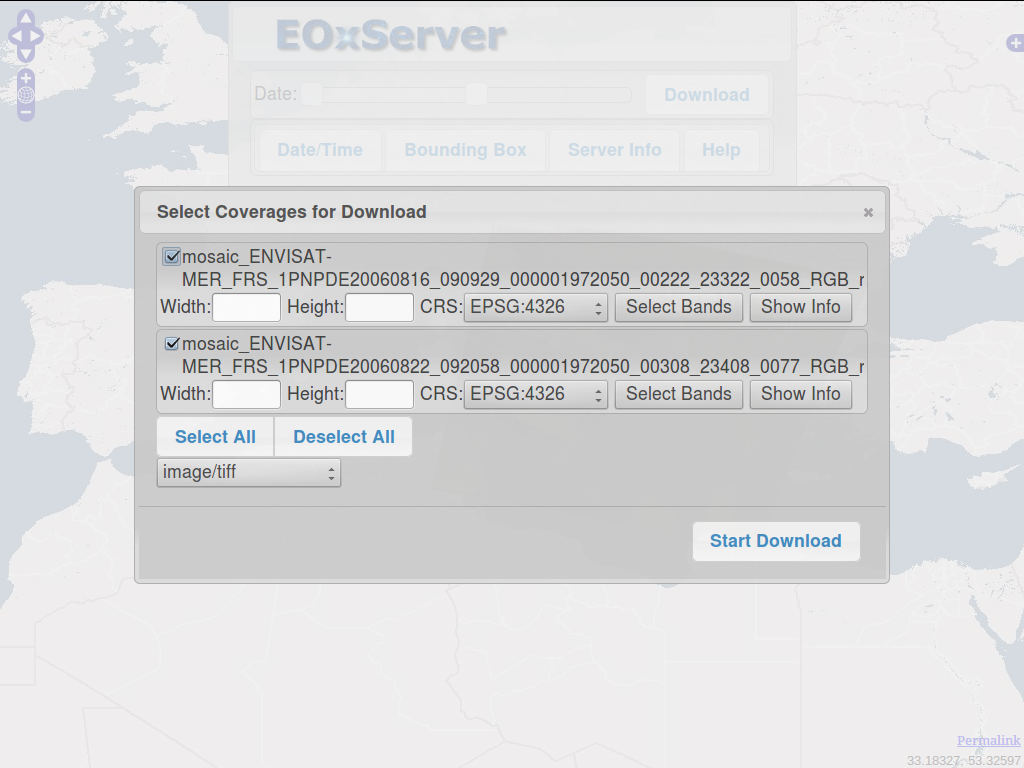 EOxServer
Date:
Download
Date/Time Bounding Box Server Info Help
Select Coverages for Download
mosaic_ENVISAT-
MER_FRS_1PNPDE20060816_090929_000001972050_00222_23322_0058_RGB_r
Width: Height: CRS: EPSG:4326 Select Bands Show Info
mosaic_ENVISAT-
MER_FRS_1PNPDE20060822_092058_000001972050_00308_23408_0077_RGB_r
Width: Height: CRS: EPSG:4326 Select Bands Show Info
Select All Deselect All
image/tiff
Start Download
Permalink
33.18327, 53.32597